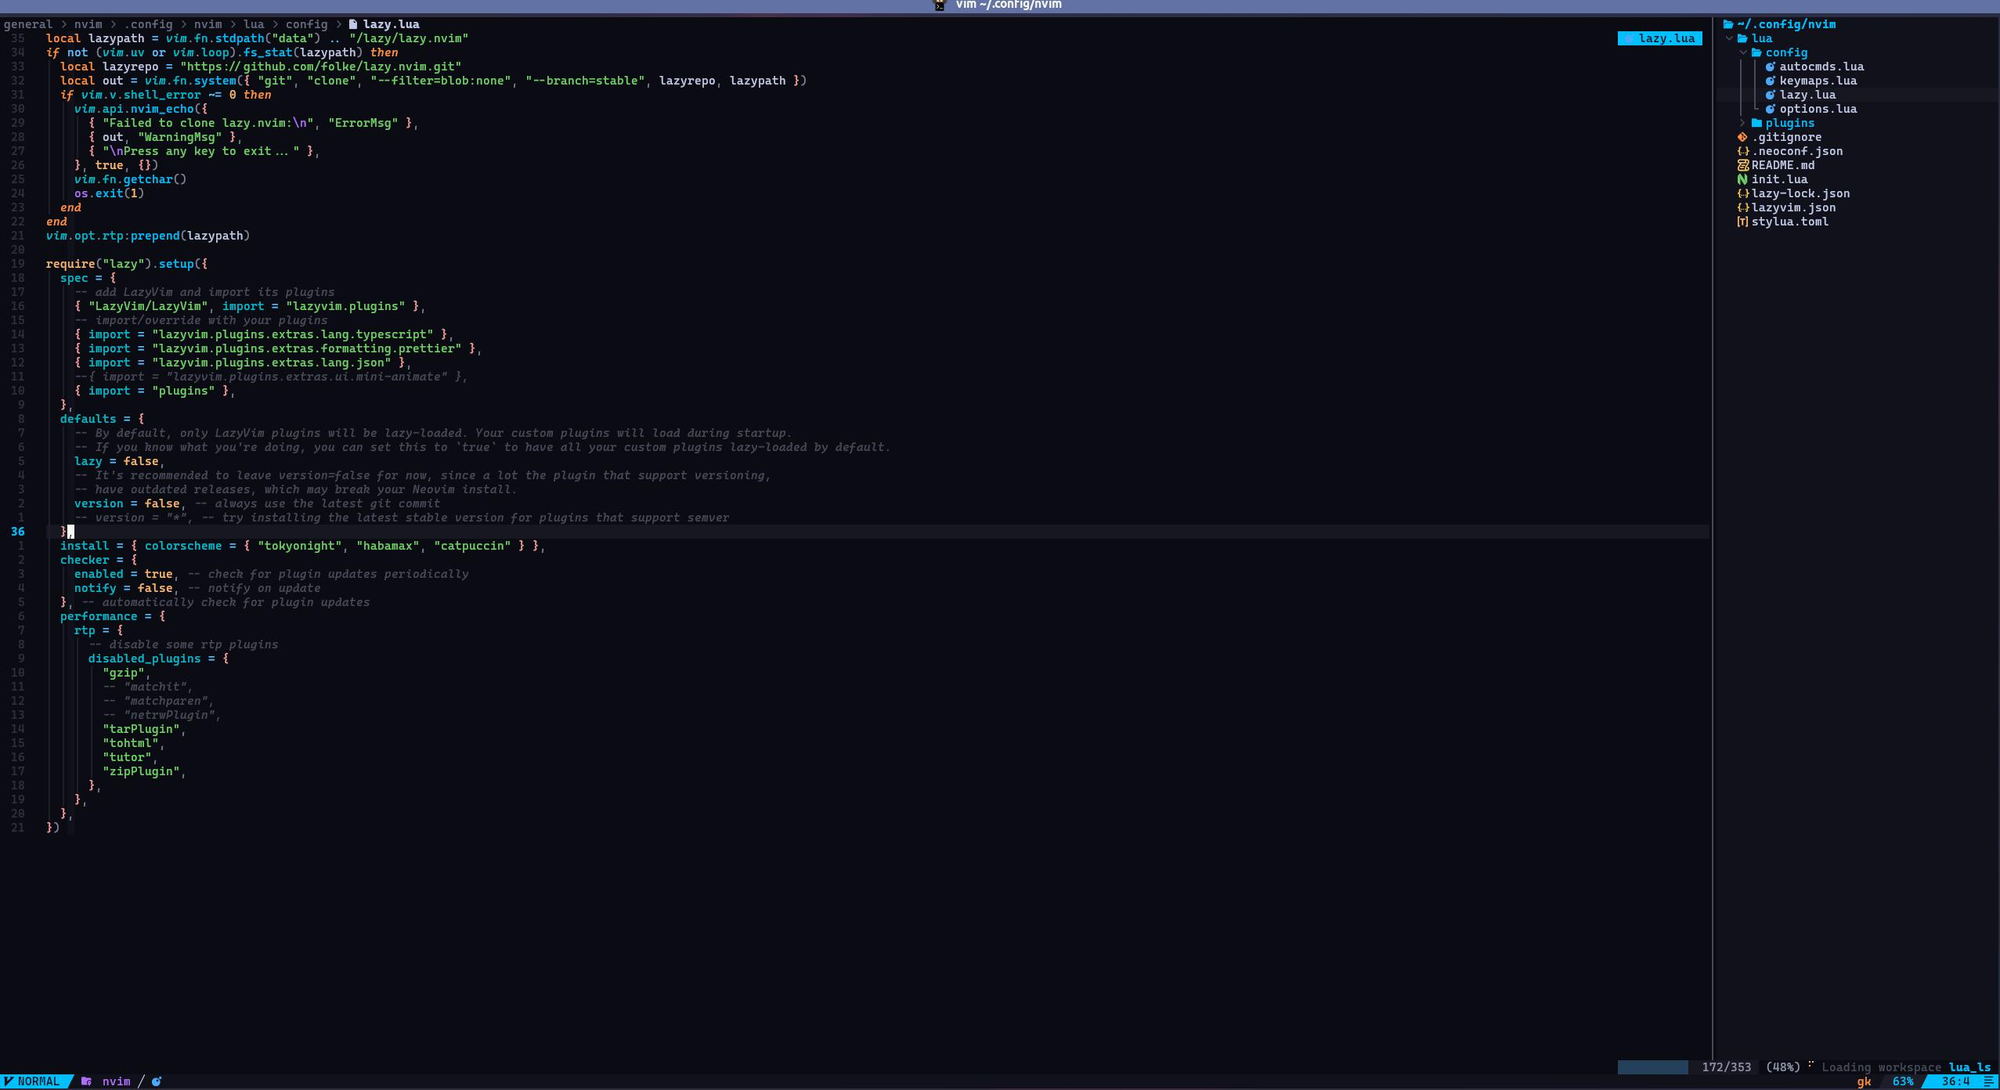 vim ~/.config/nvim
general > nvim > .config > nvim > lua > config > lazy.lua
35 local lazypath = vim.fn.stdpath("data") .. "/lazy/lazy.nvim"
34 if not (vim.uv or vim.loop).fs_stat(lazypath) then
33 local lazyrepo = "https://github.com/folke/lazy.nvim.git"
32 local out = vim.fn.system({ "git", "clone", "--filter=blob:none", "--branch=stable", lazyrepo, lazypath })
31 if vim.v.shell_error ~= 0 then
30 vim.api.nvim_echo({
29 { "Failed to clone lazy.nvim:\n", "ErrorMsg" },
28 { out, "WarningMsg" },
27 { "\nPress any key to exit..." },
26 }, true, {})
25 vim.fn.getchar()
24 os.exit(1)
23 end
22 end
21 vim.opt.rtp:prepend(lazypath)
20
19 require("lazy").setup({
18 spec = {
17 -- add LazyVim and import its plugins
16 { "LazyVim/LazyVim", import = "lazyvim.plugins" },
15 -- import/override with your plugins
14 { import = "lazyvim.plugins.extras.lang.typescript" },
13 { import = "lazyvim.plugins.extras.formatting.prettier" },
12 { import = "lazyvim.plugins.extras.lang.json" },
11 --{ import = "lazyvim.plugins.extras.ui.mini-animate" },
10 { import = "plugins" },
9 },
8 defaults = {
7 -- By default, only LazyVim plugins will be lazy-loaded. Your custom plugins will load during startup.
6 -- If you know what you're doing, you can set this to `true` to have all your custom plugins lazy-loaded by default.
5 lazy = false,
4 -- It's recommended to leave version=false for now, since a lot the plugin that support versioning,
3 -- have outdated releases, which may break your Neovim install.
2 version = false, -- always use the latest git commit
1 -- version = "*", -- try installing the latest stable version for plugins that support semver
36 },
1 install = { colorscheme = { "tokyonight", "habamax", "catpuccin" } },
2 checker = {
3 enabled = true, -- check for plugin updates periodically
4 notify = false, -- notify on update
5 }, -- automatically check for plugin updates
6 performance = {
7 rtp = {
8 -- disable some rtp plugins
9 disabled_plugins = {
10 "gzip",
11 -- "matchit",
12 -- "matchparen",
13 -- "netrwPlugin",
14 "tarPlugin",
15 "tohtml",
16 "tutor",
17 "zipPlugin",
18 },
19 },
20 },
21 })
lazy.lua
~/.config/nvim
lua
config
autocmds.lua
keymaps.lua
lazy.lua
options.lua
plugins
.gitignore
.neoconf.json
README.md
init.lua
lazy-lock.json
lazyvim.json
stylua.toml
172/353 (48%) Loading workspace lua_ls
NORMAL nvim /
gk 63% 36:4